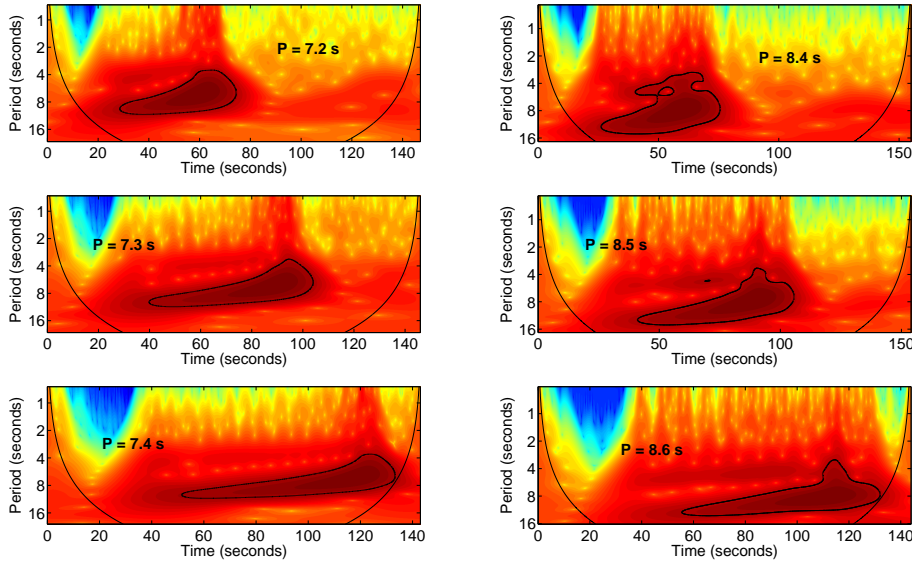 Period (seconds)
1
2
4
8
16
P = 7.2 s
0 20 40 60 80 100 120 140
Time (seconds)
Period (seconds)
1
2
4
8
16
P = 8.4 s
0 50 100 150
Time (seconds)
Period (seconds)
1
2
4
8
16
P = 7.3 s
0 20 40 60 80 100 120 140
Time (seconds)
Period (seconds)
1
2
4
8
16
P = 8.5 s
0 50 100 150
Time (seconds)
Period (seconds)
1
2
4
8
16
P = 7.4 s
0 20 40 60 80 100 120 140
Time (seconds)
Period (seconds)
1
2
4
8
16
P = 8.6 s
0 20 40 60 80 100 120 140
Time (seconds)